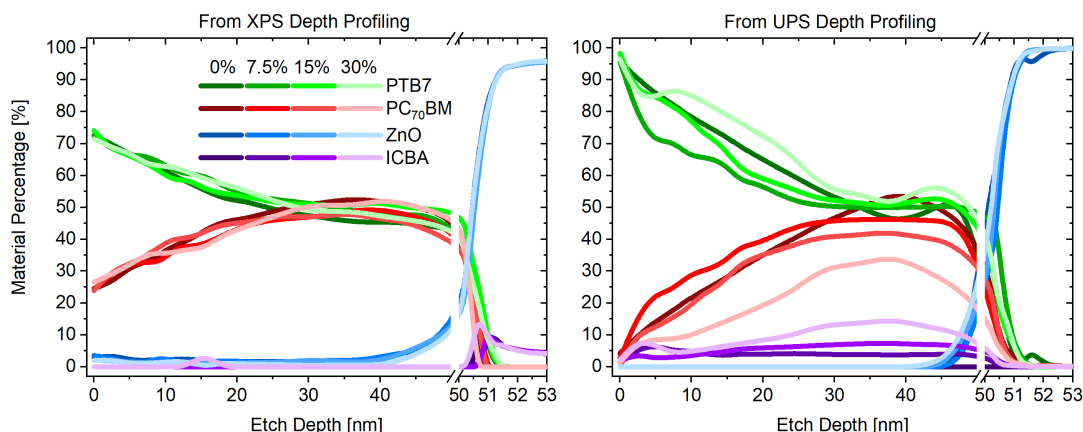 From XPS Depth Profiling
From UPS Depth Profiling
Material Percentage [%]
100
90
80
70
60
50
40
30
20
10
0
0% 7.5% 15% 30%
PTB7
PC70BM
ZnO
ICBA
0 10 20 30 40 50 51 52 53
Etch Depth [nm]
100
90
80
70
60
50
40
30
20
10
0
0 10 20 30 40 50 51 52 53
Etch Depth [nm]